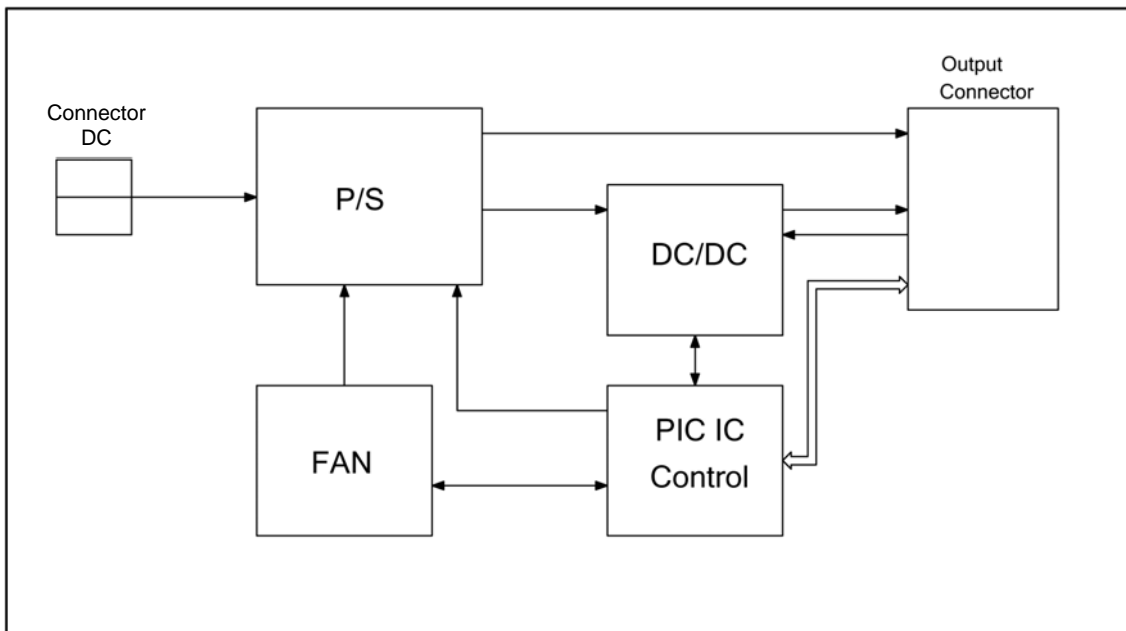 Output
Connector
Connector
DC
P/S
DC/DC
FAN
PIC IC
Control